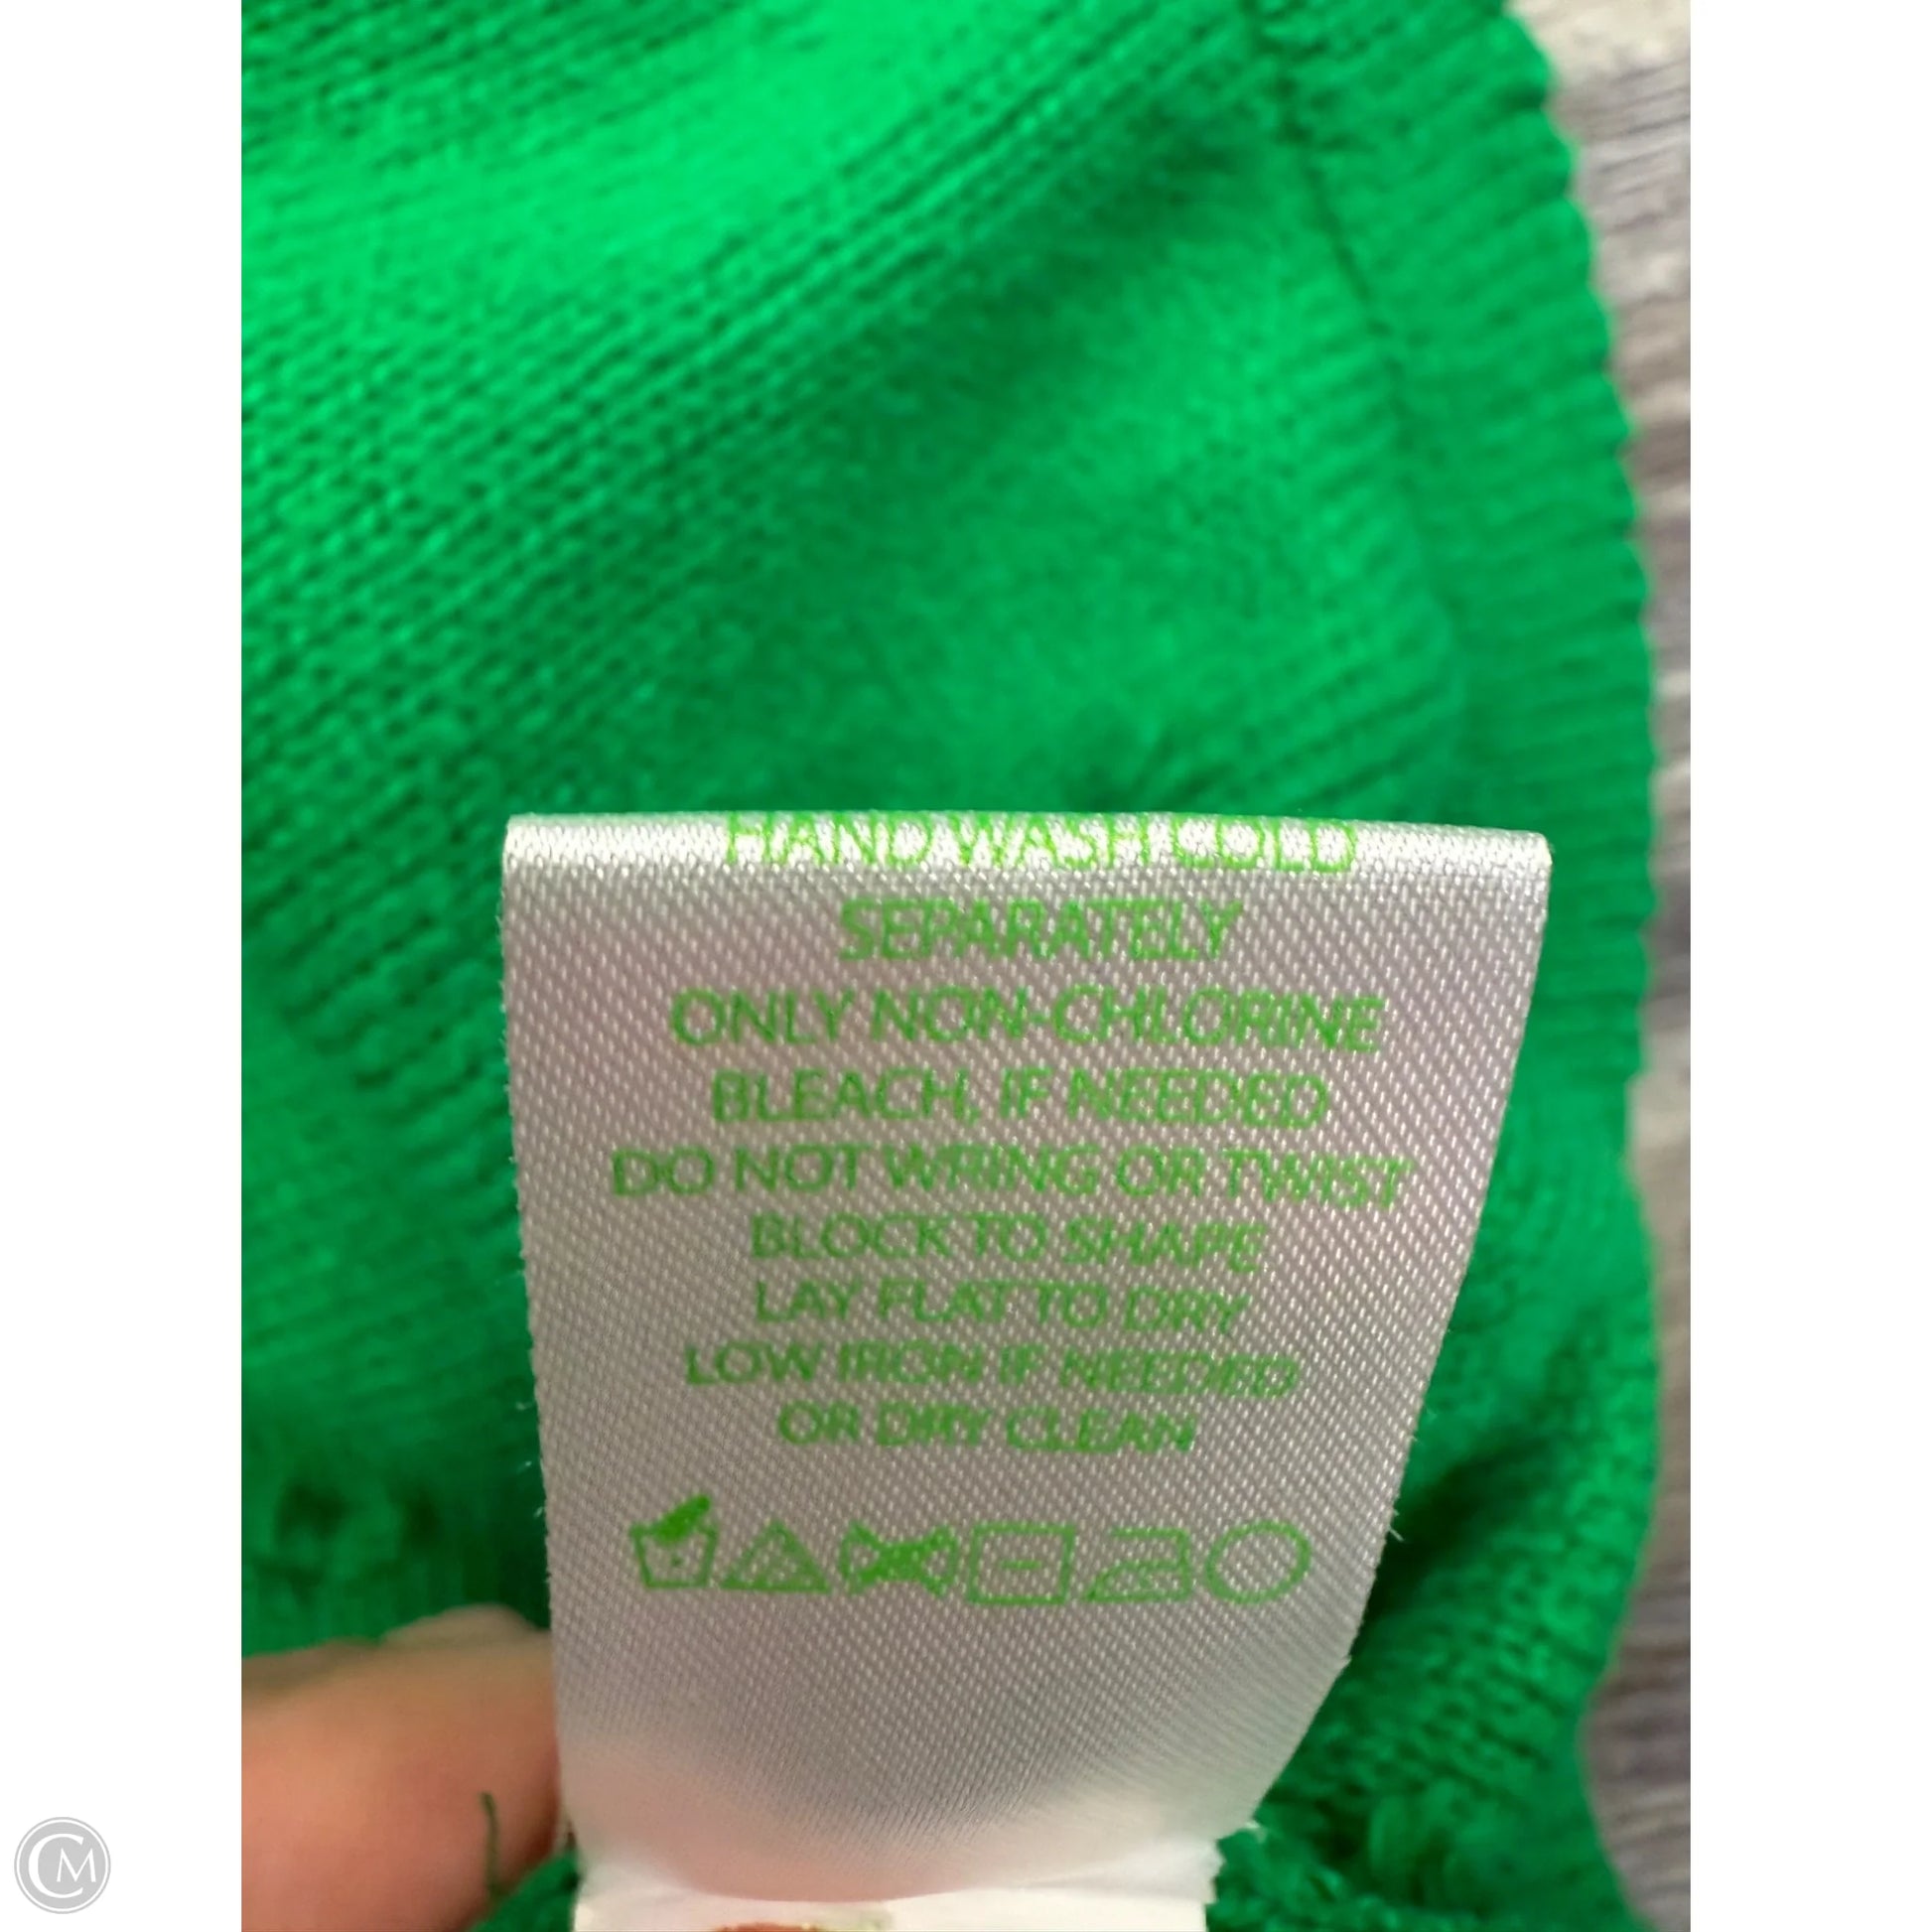 HAND WASH COLD
SEPARATELY
ONLY NON-CHLORINE
BLEACH, IF NEEDED
DO NOT WRING OR TWIST
BLOCK TO SHAPE
LAY FLAT TO DRY
LOW IRON IF NEEDED
OR DRY CLEAN
CM